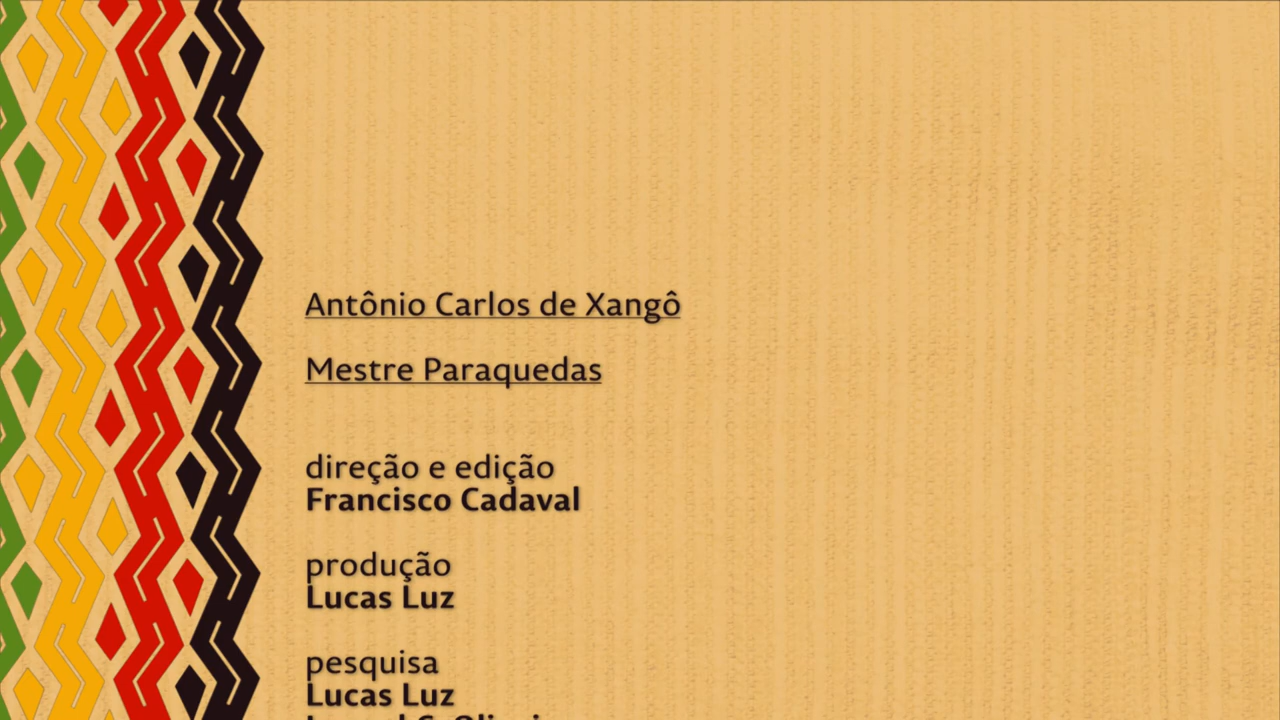 Antônio Carlos de Xangô
Mestre Paraquedas
direção e edição
Francisco Cadaval
produção
Lucas Luz
pesquisa
Lucas Luz